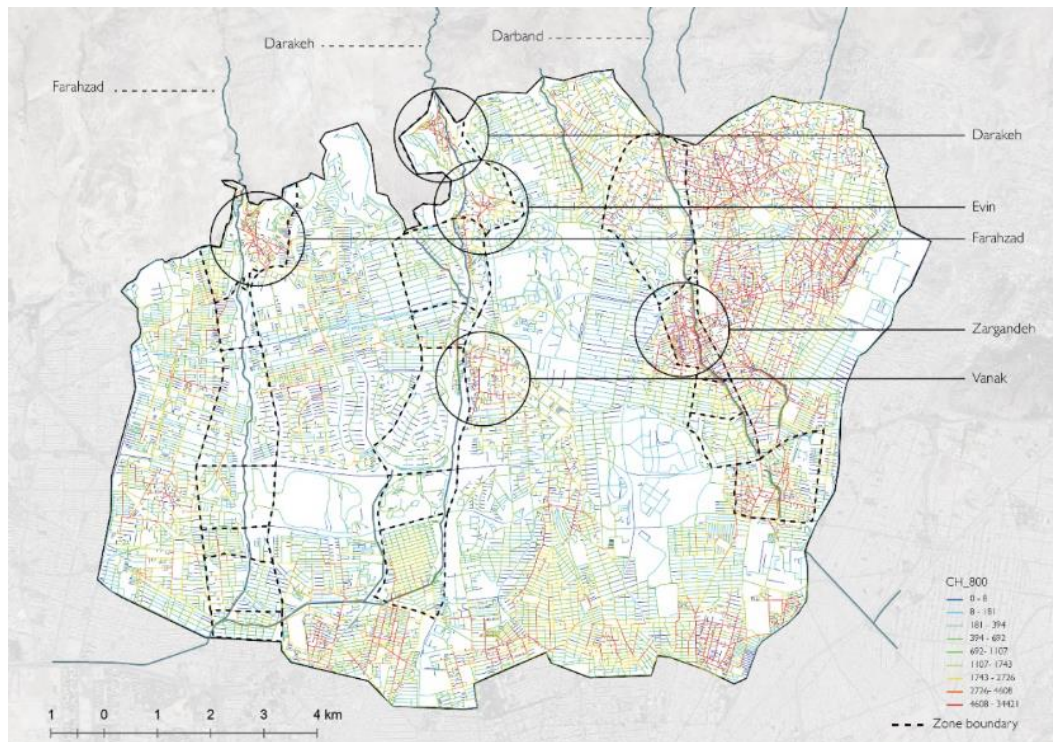 Darakeh
Darband
Farahzad
Darakeh
Evin
Farahzad
Zargandeh
Vanak
CH_800
0 - 8
8 - 181
181 - 394
394 - 692
692- 1107
1107- 1743
1743 - 2726
2726- 4608
4608 - 34421
Zone boundary
1 0 1 2 3 4 km